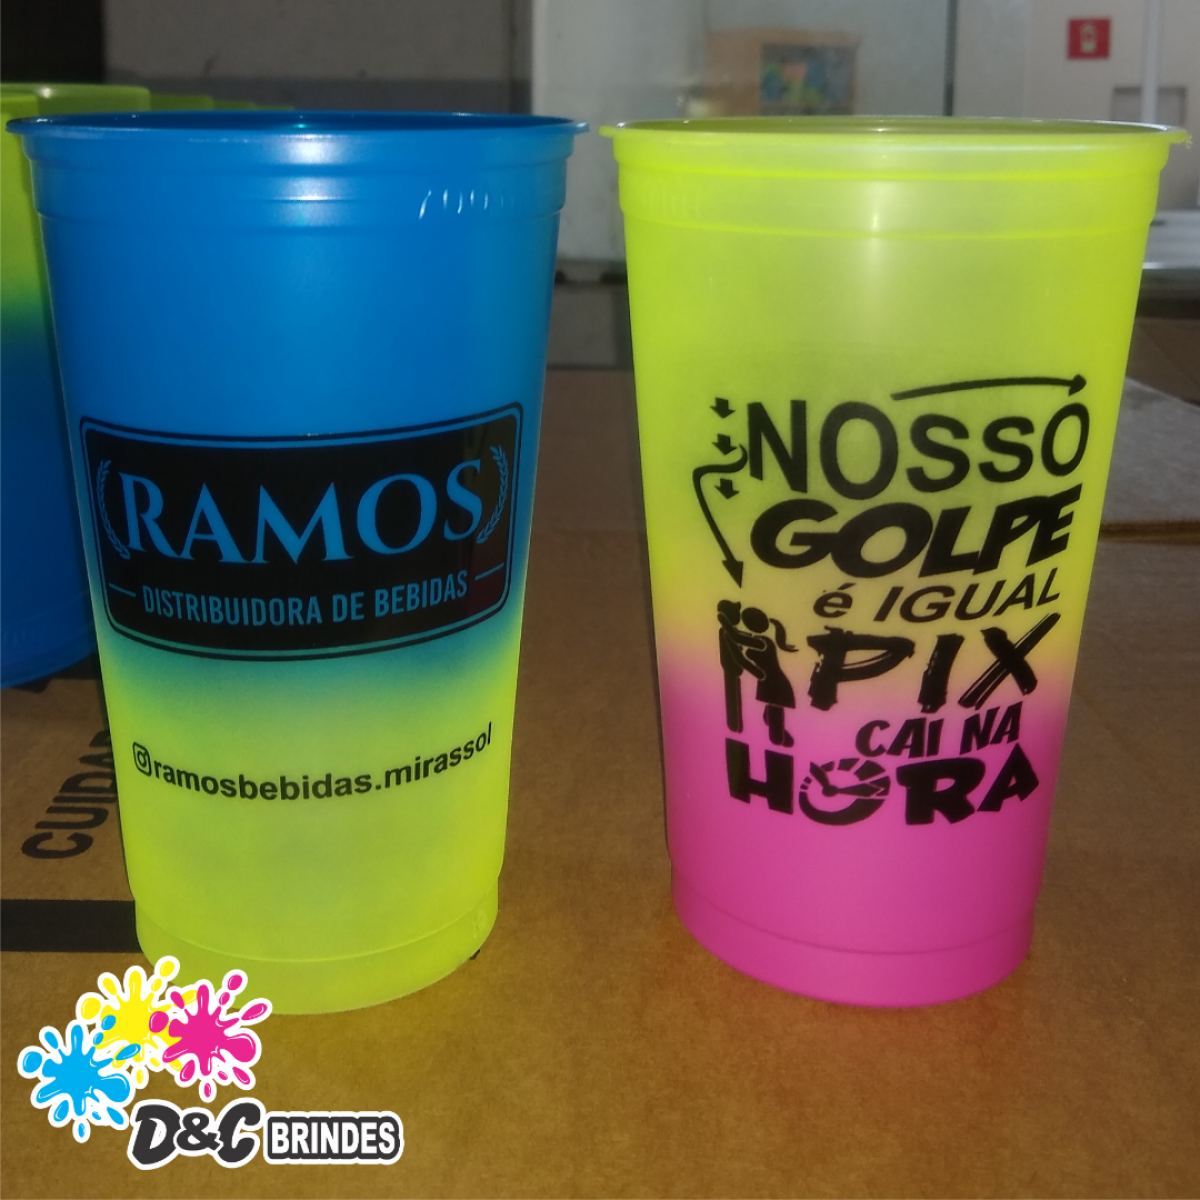 RAMOS
DISTRIBUIDORA DE BEBIDAS
@ramosbebidas.mirassol
NOSSO
GOLPE
é IGUAL
PIX
CAI NA
HORA
D&C BRINDES